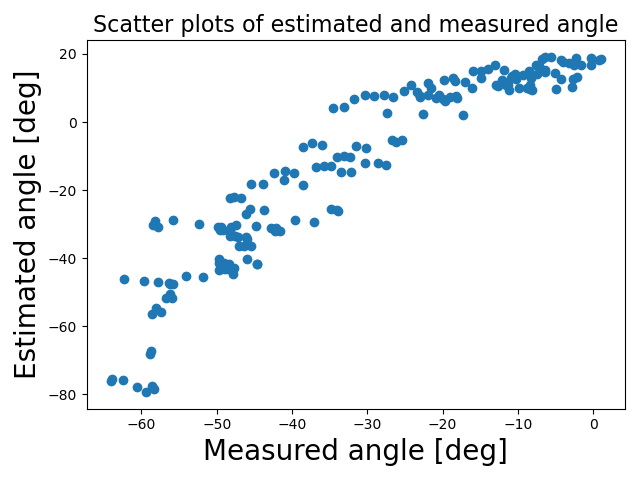 Scatter plots of estimated and measured angle
20
0
−20
−40
−60
−80
Estimated angle [deg]
−60 −50 −40 −30 −20 −10 0
Measured angle [deg]